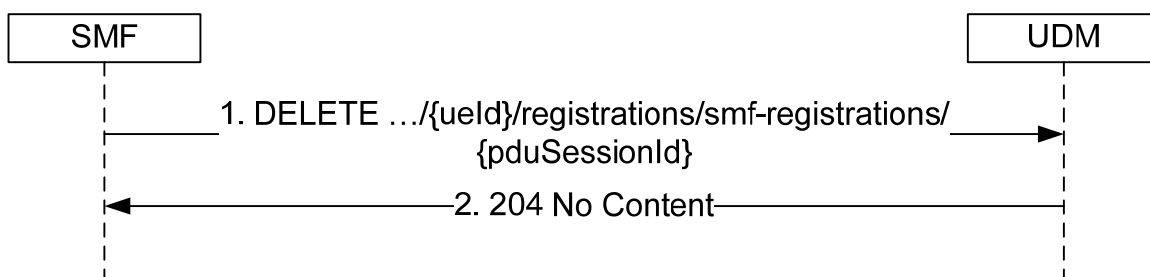 SMF
UDM
1. DELETE …/{ueId}/registrations/smf-registrations/
{pduSessionId}
2. 204 No Content